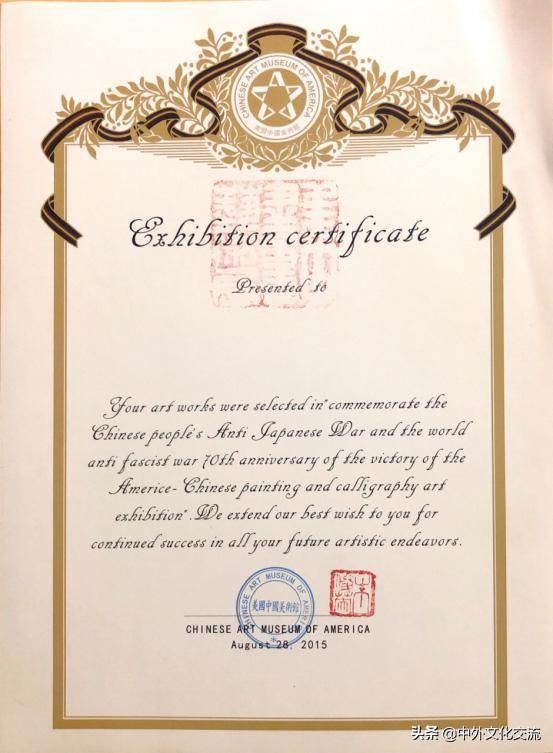 CHINESE ART MUSEUM OF AMERICA
美國中國美術館
Exhibition certificate
Presented to
Your art works were selected in" commemorate the
Chinese people's Anti Japanese War and the world
anti fascist war 70th anniversary of the victory of the
Americe- Chinese painting and calligraphy art
exhibition" .We extend our best wish to you for
continued success in all your future artistic endeavors.
CHINESE ART MUSEUM OF AMERICA
美國中國美術館
CHINESE ART MUSEUM OF AMERICA
August 28, 2015
头条 @中外文化交流